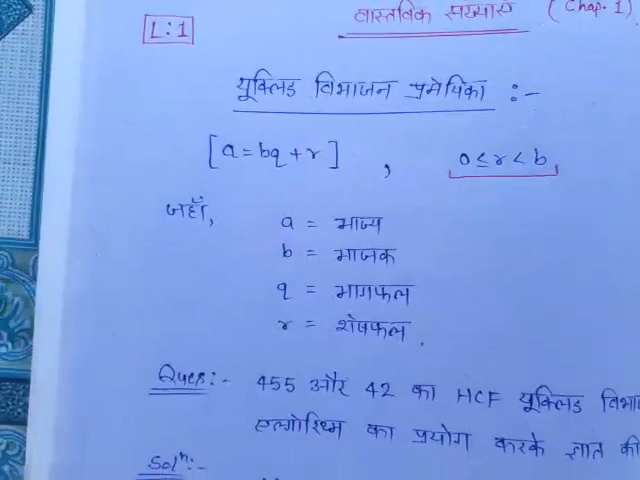 L:1
वास्तविक संख्याएँ (Chap. 1)
यूक्लिड विभाजन प्रमेयिका :-
[a = bq + r] , 0 ≤ r < b
जहाँ,
a = भाज्य
b = भाजक
q = भागफल
r = शेषफल .
Ques:- 455 और 42 का HCF यूक्लिड
एल्गोरिथ्म का प्रयोग करके ज्ञात
Solⁿ:-